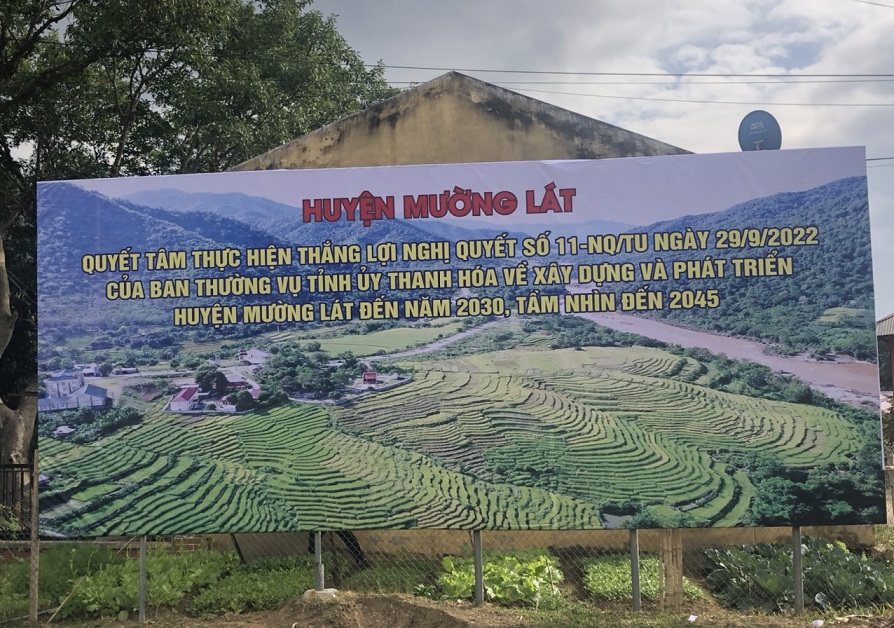 HUYỆN MƯỜNG LÁT
QUYẾT TÂM THỰC HIỆN THẮNG LỢI NGHỊ QUYẾT SỐ 11-NQ/TU NGÀY 29/9/2022
CỦA BAN THƯỜNG VỤ TỈNH ỦY THANH HÓA VỀ XÂY DỰNG VÀ PHÁT TRIỂN
HUYỆN MƯỜNG LÁT ĐẾN NĂM 2030, TẦM NHÌN ĐẾN 2045